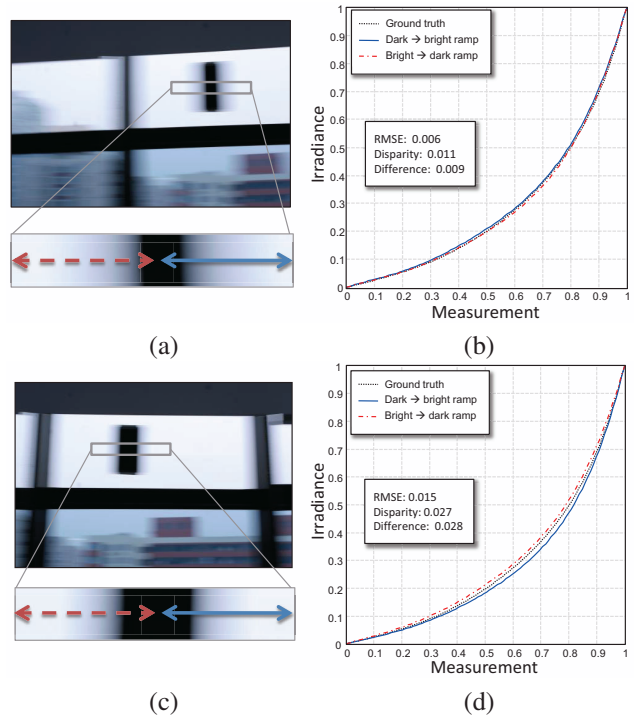 Ground truth
Dark → bright ramp
Bright → dark ramp
RMSE: 0.006
Disparity: 0.011
Difference: 0.009
Irradiance
1
0.9
0.8
0.7
0.6
0.5
0.4
0.3
0.2
0.1
0
0 0.1 0.2 0.3 0.4 0.5 0.6 0.7 0.8 0.9 1
Measurement
(a)
(b)
Ground truth
Dark → bright ramp
Bright → dark ramp
RMSE: 0.015
Disparity: 0.027
Difference: 0.028
Irradiance
1
0.9
0.8
0.7
0.6
0.5
0.4
0.3
0.2
0.1
0
0 0.1 0.2 0.3 0.4 0.5 0.6 0.7 0.8 0.9 1
Measurement
(c)
(d)